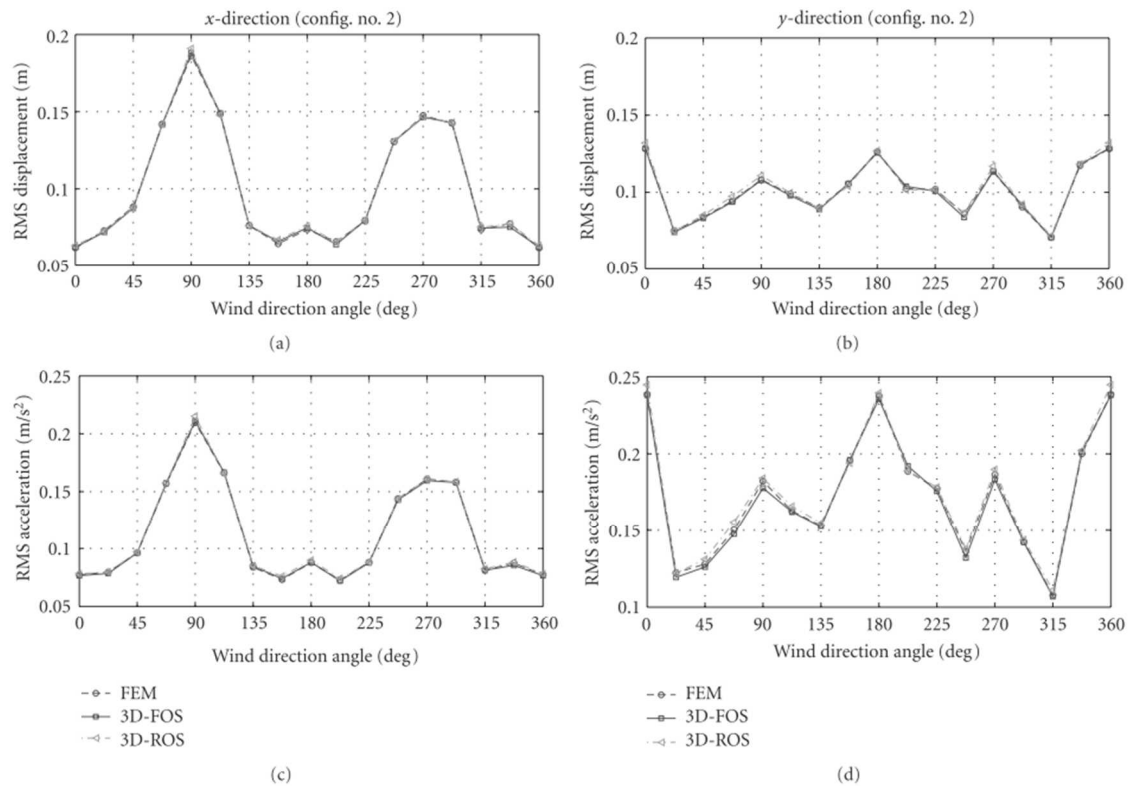 x-direction (config. no. 2)
0.2
0.15
0.1
0.05
RMS displacement (m)
0 45 90 135 180 225 270 315 360
Wind direction angle (deg)
(a)
y-direction (config. no. 2)
0.2
0.15
0.1
0.05
RMS displacement (m)
0 45 90 135 180 225 270 315 360
Wind direction angle (deg)
(b)
0.25
0.2
0.15
0.1
0.05
RMS acceleration (m/s²)
0 45 90 135 180 225 270 315 360
Wind direction angle (deg)
FEM
3D-FOS
3D-ROS
(c)
0.25
0.2
0.15
0.1
RMS acceleration (m/s²)
0 45 90 135 180 225 270 315 360
Wind direction angle (deg)
FEM
3D-FOS
3D-ROS
(d)